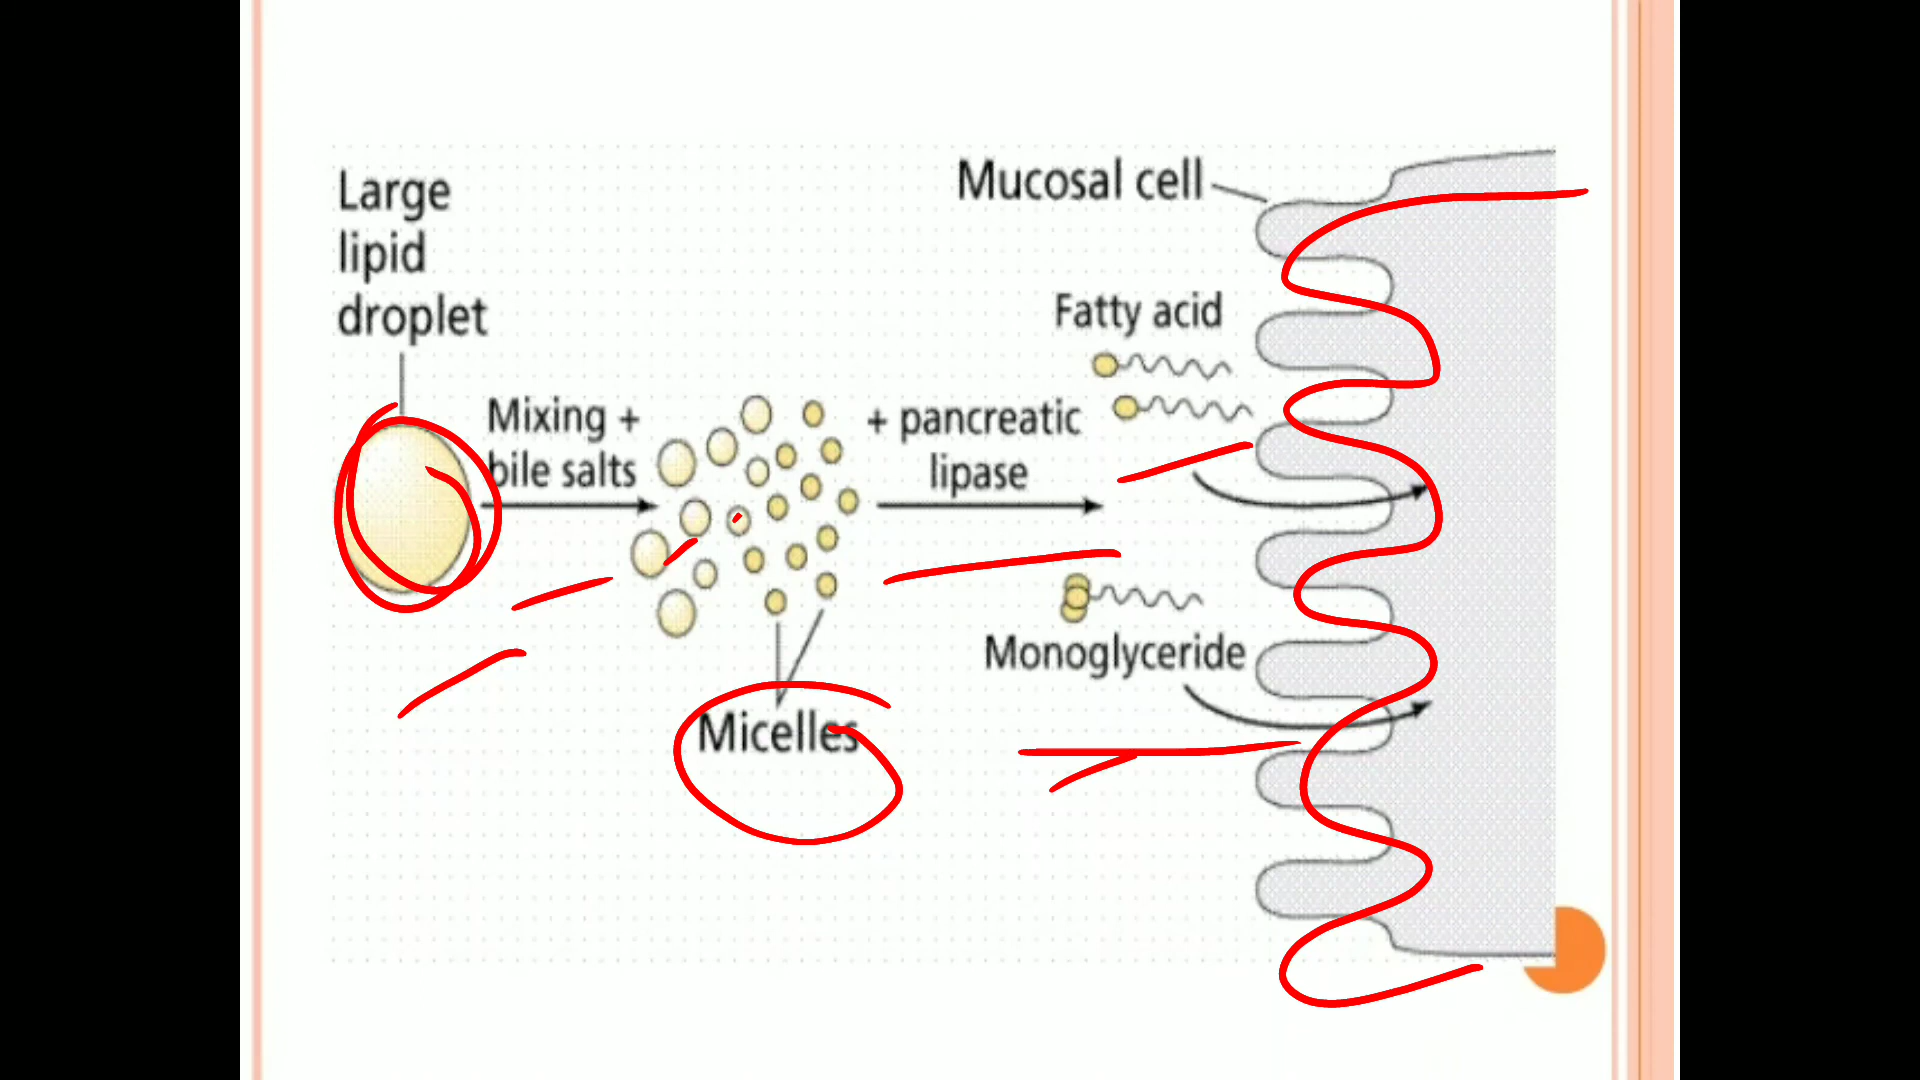 Large
lipid
droplet
Mixing +
bile salts
Micelles
+ pancreatic
lipase
Mucosal cell
Fatty acid
Monoglyceride